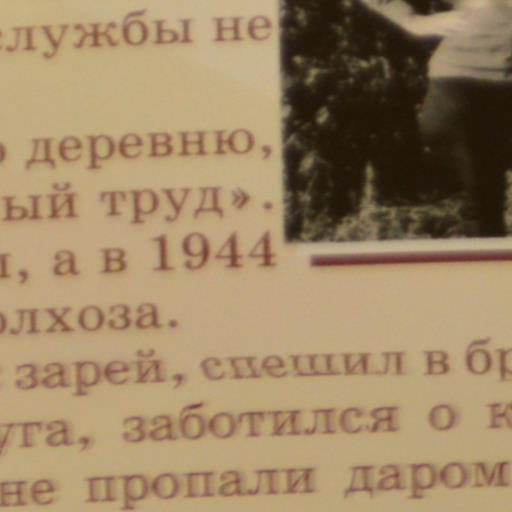 службы не
деревню,
ый труд».
, а в 1944
олхоза.
зарей, спешил в бр
уга, заботился о к
не пропали даром